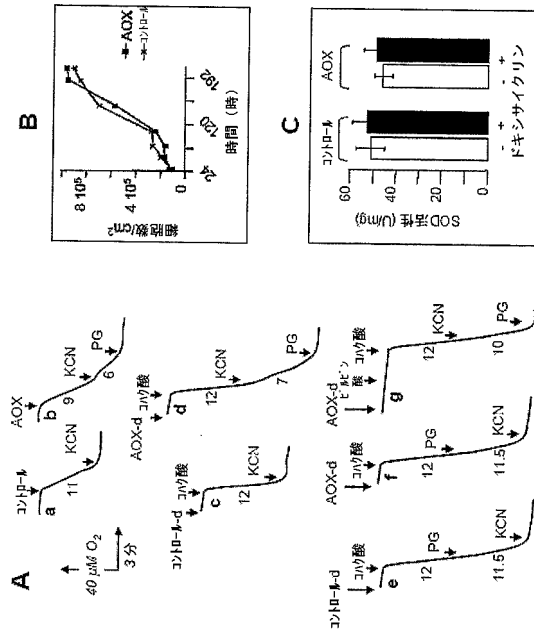 A
40 μM O₂
3 分
コントロール
a
11
KCN
AOX
b
9
KCN
6
PG
コントロール-d
コハク酸
c
12
KCN
AOX-d
コハク酸
d
12
KCN
7
PG
コントロール-d
コハク酸
e
12
PG
11.5
KCN
AOX-d
コハク酸
f
12
PG
11.5
KCN
AOX-d
ピルビン酸
コハク酸
g
12
KCN
10
PG
B
細胞数/cm²
8 10⁵
4 10⁵
0
24
120
192
時間 (時)
AOX
コントロール
C
SOD活性 (U/mg)
60
40
20
0
コントロール
AOX
- + - +
ドキシサイクリン